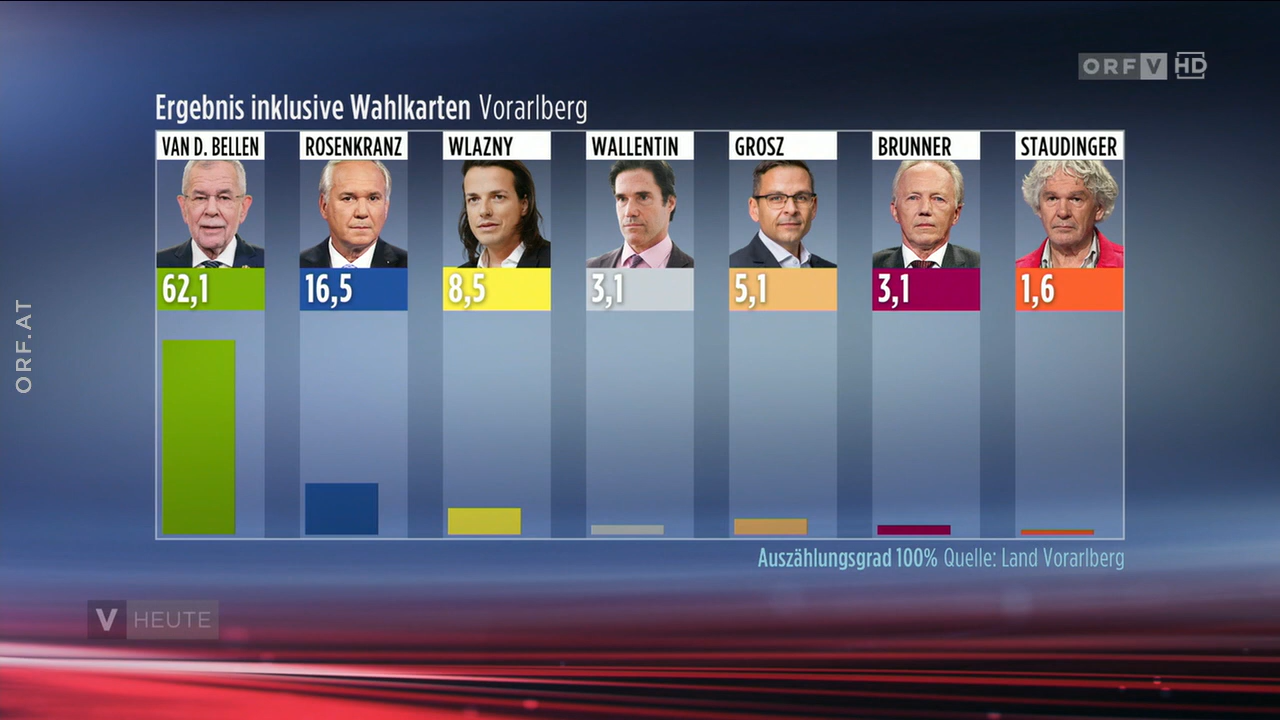 ORF V HD
Ergebnis inklusive Wahlkarten Vorarlberg
VAN D. BELLEN ROSENKRANZ WLAZNY WALLENTIN GROSZ BRUNNER STAUDINGER
62,1 16,5 8,5 3,1 5,1 3,1 1,6
ORF.AT
Auszählungsgrad 100% Quelle: Land Vorarlberg
V HEUTE